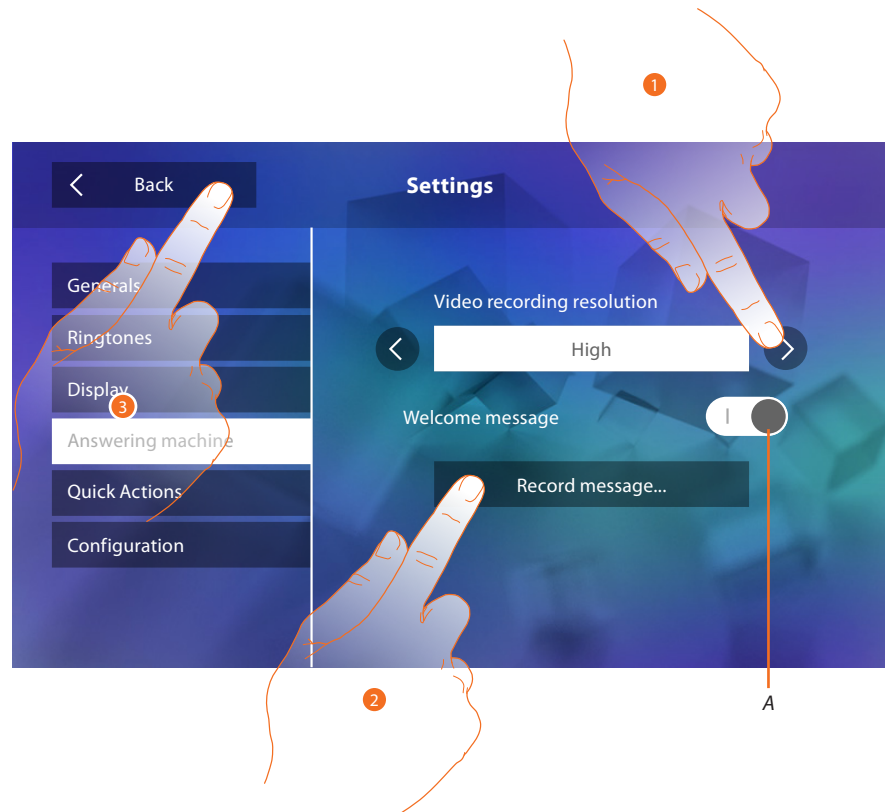 1
Back
Settings
Generals
Ringtones
Display
3
Answering machine
Quick Actions
Configuration
Video recording resolution
High
Welcome message
Record message...
2
A